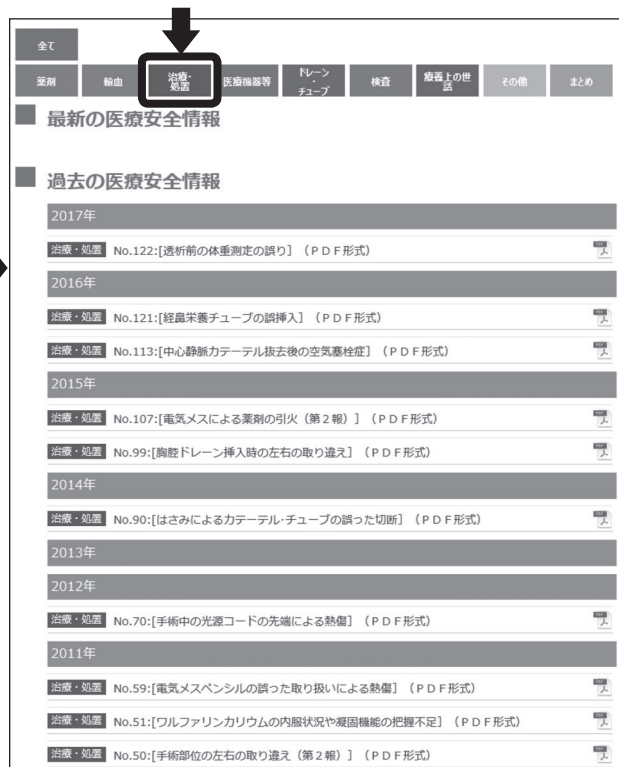 全て
薬剤
輸血
治療・
処置
医療機器等
ドレーン
・
チューブ
検査
療養上の世
話
その他
まとめ
最新の医療安全情報
過去の医療安全情報
2017年
治療・処置 No.122:[透析前の体重測定の誤り] (PDF形式)
2016年
治療・処置 No.121:[経鼻栄養チューブの誤挿入] (PDF形式)
治療・処置 No.113:[中心静脈カテーテル抜去後の空気塞栓症] (PDF形式)
2015年
治療・処置 No.107:[電気メスによる薬剤の引火(第2報)] (PDF形式)
治療・処置 No.99:[胸腔ドレーン挿入時の左右の取り違え] (PDF形式)
2014年
治療・処置 No.90:[はさみによるカテーテル・チューブの誤った切断] (PDF形式)
2013年
2012年
治療・処置 No.70:[手術中の光源コードの先端による熱傷] (PDF形式)
2011年
治療・処置 No.59:[電気メスペンシルの誤った取り扱いによる熱傷] (PDF形式)
治療・処置 No.51:[ワルファリンカリウムの内服状況や凝固機能の把握不足] (PDF形式)
治療・処置 No.50:[手術部位の左右の取り違え(第2報)] (PDF形式)